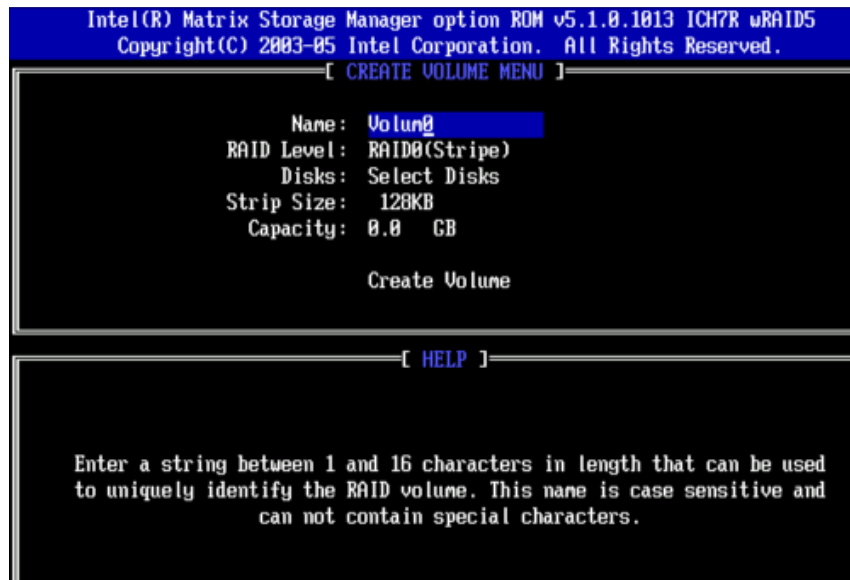 Intel(R) Matrix Storage Manager option ROM v5.1.0.1013 ICH7R wRAID5
Copyright(C) 2003-05 Intel Corporation. All Rights Reserved.
[ CREATE VOLUME MENU ]
Name: Volum0
RAID Level: RAID0(Stripe)
Disks: Select Disks
Strip Size: 128KB
Capacity: 0.0 GB
Create Volume
[ HELP ]
Enter a string between 1 and 16 characters in length that can be used
to uniquely identify the RAID volume. This name is case sensitive and
can not contain special characters.